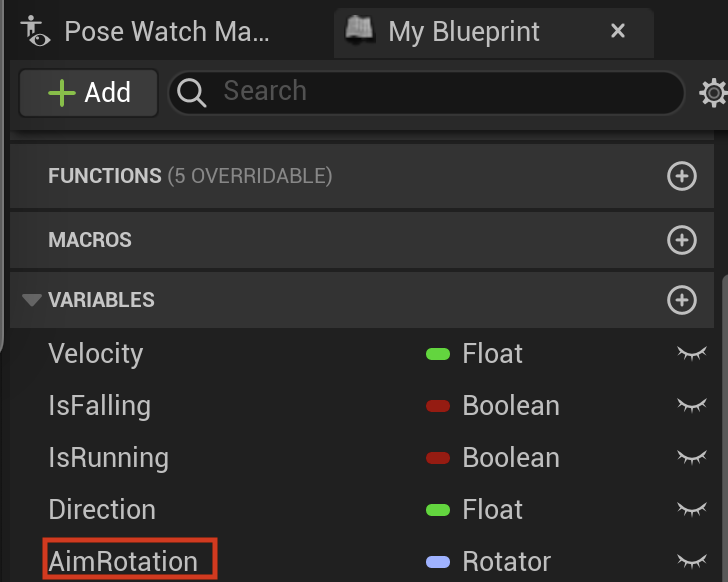 Pose Watch Ma...
My Blueprint
Add
Search
FUNCTIONS (5 OVERRIDABLE)
MACROS
VARIABLES
Velocity Float
IsFalling Boolean
IsRunning Boolean
Direction Float
AimRotation Rotator